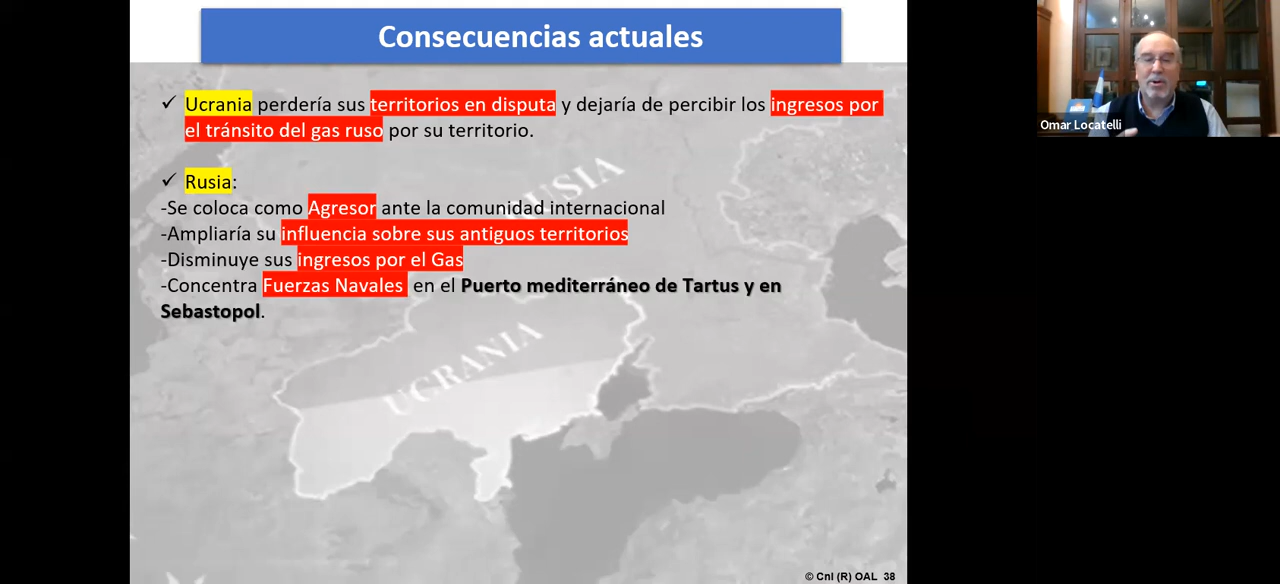 Consecuencias actuales
✓ Ucrania perdería sus territorios en disputa y dejaría de percibir los ingresos por
el tránsito del gas ruso por su territorio.
✓ Rusia:
-Se coloca como Agresor ante la comunidad internacional
-Ampliaría su influencia sobre sus antiguos territorios
-Disminuye sus ingresos por el Gas
-Concentra Fuerzas Navales en el Puerto mediterráneo de Tartus y en
Sebastopol.
RUSIA
UCRANIA
© Cnl (R) OAL 38
Omar Locatelli